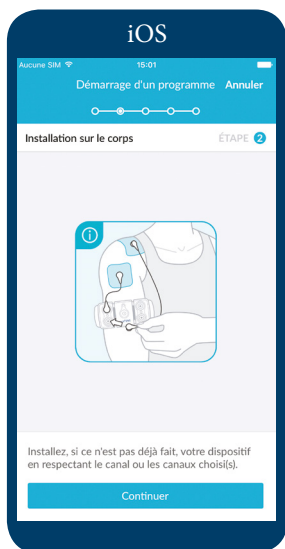 iOS
Aucune SIM 15:01
Démarrage d'un programme Annuler
Installation sur le corps ÉTAPE 2
i
Installez, si ce n'est pas déjà fait, votre dispositif
en respectant le canal ou les canaux choisi(s).
Continuer